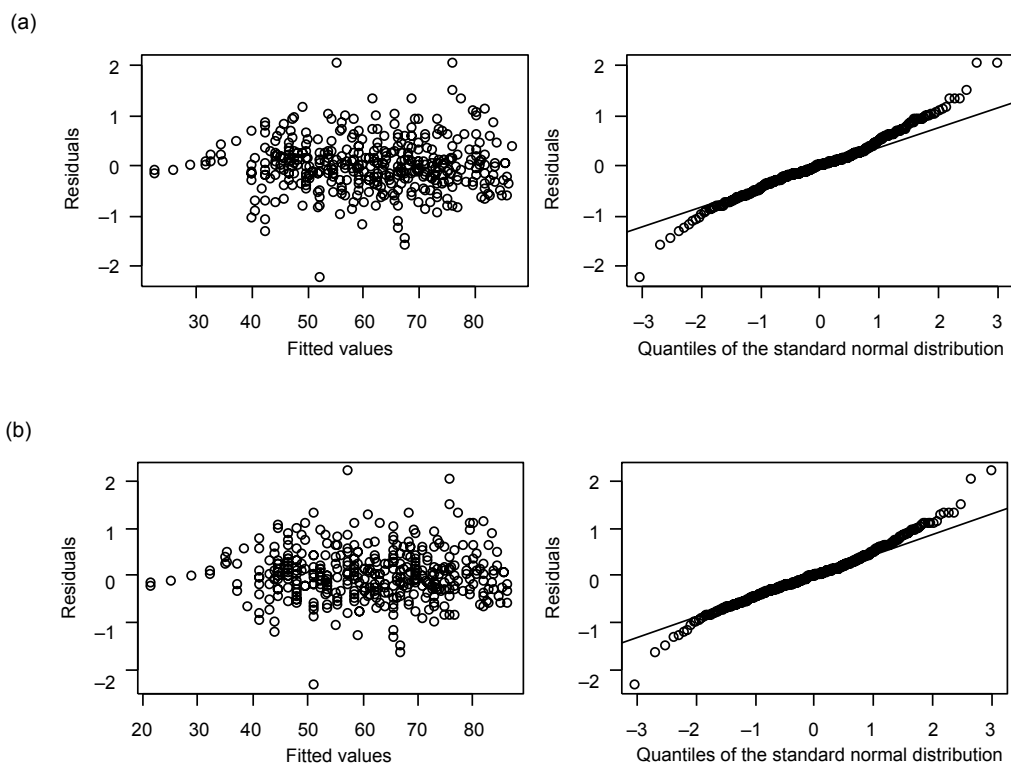 (a)
2
1
0
–1
–2
Residuals
30 40 50 60 70 80
Fitted values
2
1
0
–1
–2
Residuals
–3 –2 –1 0 1 2 3
Quantiles of the standard normal distribution
(b)
2
1
0
–1
–2
Residuals
20 30 40 50 60 70 80
Fitted values
2
1
0
–1
–2
Residuals
–3 –2 –1 0 1 2 3
Quantiles of the standard normal distribution